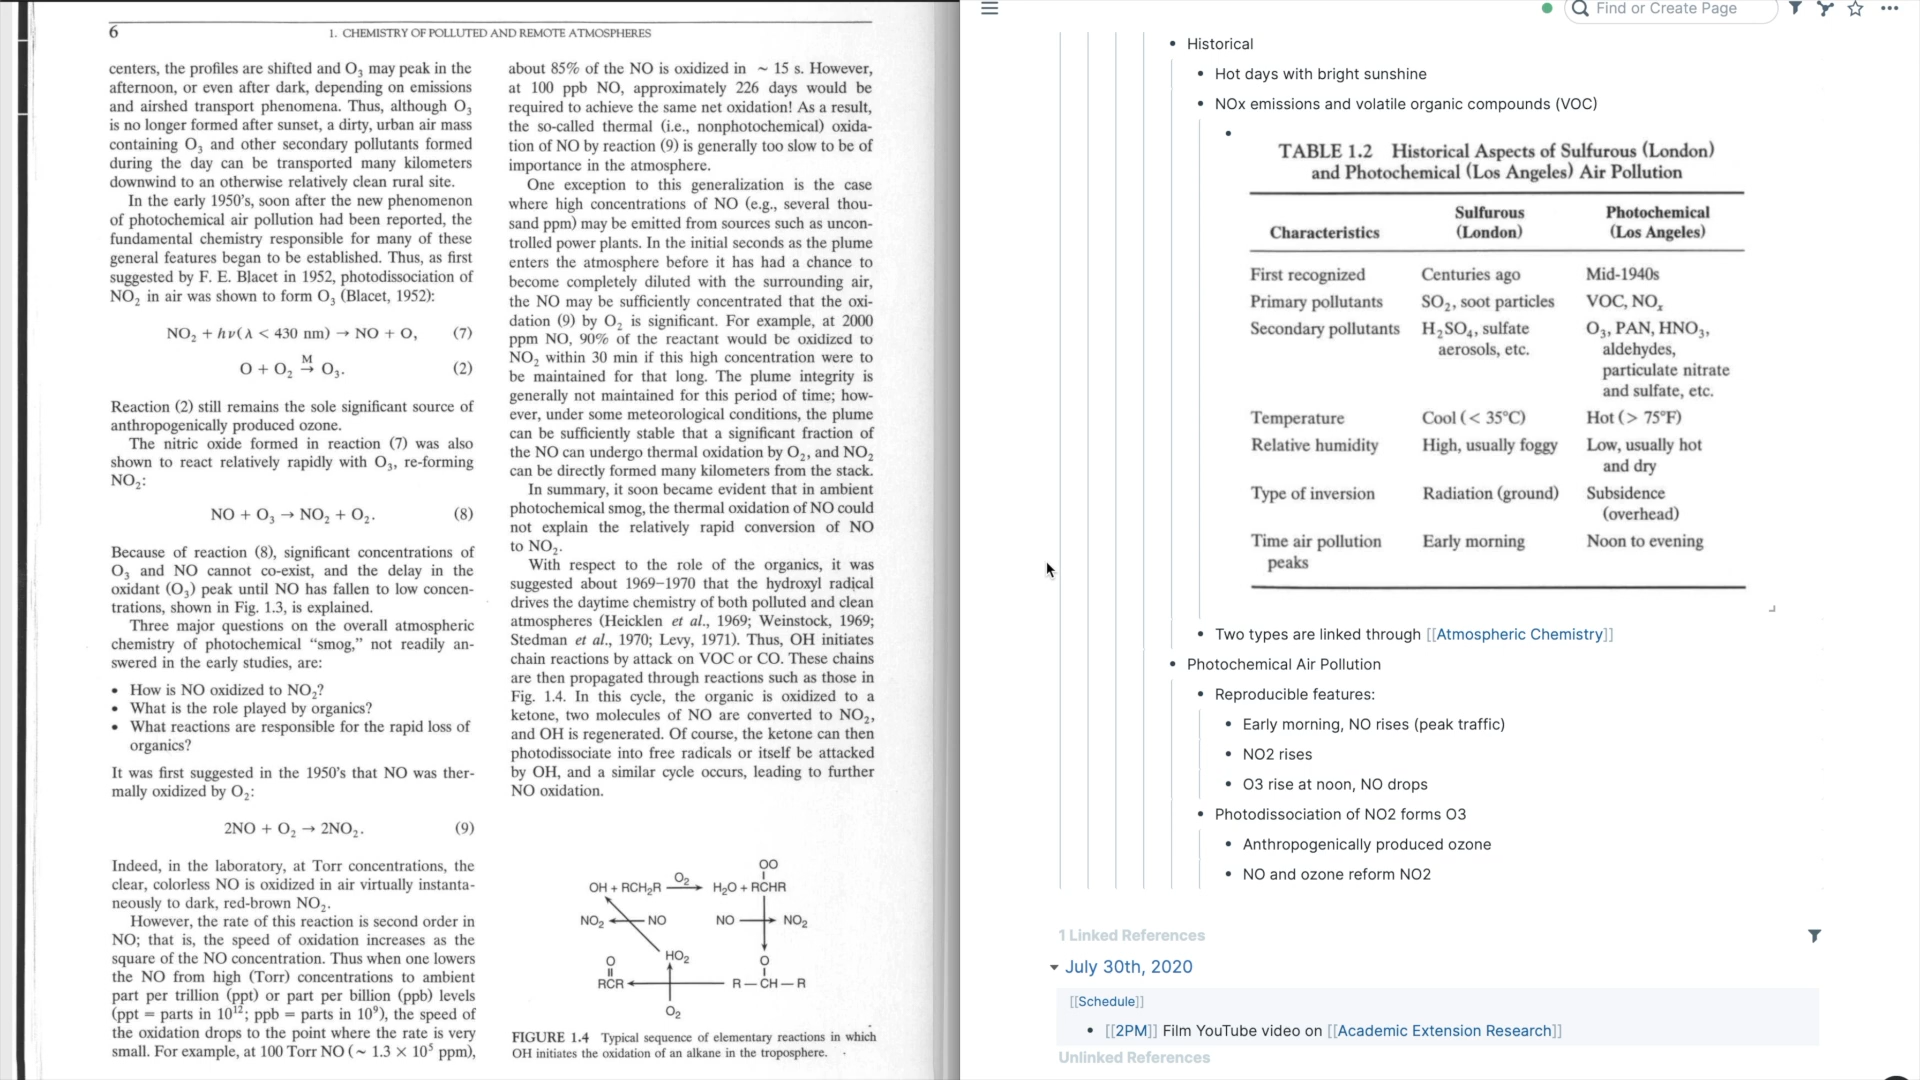 6
1. CHEMISTRY OF POLLUTED AND REMOTE ATMOSPHERES
centers, the profiles are shifted and O₃ may peak in the
afternoon, or even after dark, depending on emissions
and airshed transport phenomena. Thus, although O₃
is no longer formed after sunset, a dirty, urban air mass
containing O₃ and other secondary pollutants formed
during the day can be transported many kilometers
downwind to an otherwise relatively clean rural site.
In the early 1950's, soon after the new phenomenon
of photochemical air pollution had been reported, the
fundamental chemistry responsible for many of these
general features began to be established. Thus, as first
suggested by F. E. Blacet in 1952, photodissociation of
NO₂ in air was shown to form O₃ (Blacet, 1952):
NO₂ + hν(λ < 430 nm) → NO + O, (7)
M
O + O₂ → O₃. (2)
Reaction (2) still remains the sole significant source of
anthropogenically produced ozone.
The nitric oxide formed in reaction (7) was also
shown to react relatively rapidly with O₃, re-forming
NO₂:
NO + O₃ → NO₂ + O₂. (8)
Because of reaction (8), significant concentrations of
O₃ and NO cannot co-exist, and the delay in the
oxidant (O₃) peak until NO has fallen to low concen-
trations, shown in Fig. 1.3, is explained.
Three major questions on the overall atmospheric
chemistry of photochemical “smog,” not readily an-
swered in the early studies, are:
• How is NO oxidized to NO₂?
• What is the role played by organics?
• What reactions are responsible for the rapid loss of
organics?
It was first suggested in the 1950's that NO was ther-
mally oxidized by O₂:
2NO + O₂ → 2NO₂. (9)
Indeed, in the laboratory, at Torr concentrations, the
clear, colorless NO is oxidized in air virtually instanta-
neously to dark, red-brown NO₂.
However, the rate of this reaction is second order in
NO; that is, the speed of oxidation increases as the
square of the NO concentration. Thus when one lowers
the NO from high (Torr) concentrations to ambient
part per trillion (ppt) or part per billion (ppb) levels
(ppt = parts in 10¹²; ppb = parts in 10⁹), the speed of
the oxidation drops to the point where the rate is very
small. For example, at 100 Torr NO (~ 1.3 × 10⁵ ppm),
about 85% of the NO is oxidized in ~ 15 s. However,
at 100 ppb NO, approximately 226 days would be
required to achieve the same net oxidation! As a result,
the so-called thermal (i.e., nonphotochemical) oxida-
tion of NO by reaction (9) is generally too slow to be of
importance in the atmosphere.
One exception to this generalization is the case
where high concentrations of NO (e.g., several thou-
sand ppm) may be emitted from sources such as uncon-
trolled power plants. In the initial seconds as the plume
enters the atmosphere before it has had a chance to
become completely diluted with the surrounding air,
the NO may be sufficiently concentrated that the oxi-
dation (9) by O₂ is significant. For example, at 2000
ppm NO, 90% of the reactant would be oxidized to
NO₂ within 30 min if this high concentration were to
be maintained for that long. The plume integrity is
generally not maintained for this period of time; how-
ever, under some meteorological conditions, the plume
can be sufficiently stable that a significant fraction of
the NO can undergo thermal oxidation by O₂, and NO₂
can be directly formed many kilometers from the stack.
In summary, it soon became evident that in ambient
photochemical smog, the thermal oxidation of NO could
not explain the relatively rapid conversion of NO
to NO₂.
With respect to the role of the organics, it was
suggested about 1969–1970 that the hydroxyl radical
drives the daytime chemistry of both polluted and clean
atmospheres (Heicklen et al., 1969; Weinstock, 1969;
Stedman et al., 1970; Levy, 1971). Thus, OH initiates
chain reactions by attack on VOC or CO. These chains
are then propagated through reactions such as those in
Fig. 1.4. In this cycle, the organic is oxidized to a
ketone, two molecules of NO are converted to NO₂,
and OH is regenerated. Of course, the ketone can then
photodissociate into free radicals or itself be attacked
by OH, and a similar cycle occurs, leading to further
NO oxidation.
OO
OH + RCH₂R O₂ H₂O + RCHR
NO₂ NO NO NO₂
HO₂
O O
RCR R — CH — R
O₂
FIGURE 1.4 Typical sequence of elementary reactions in which
OH initiates the oxidation of an alkane in the troposphere.
Find or Create Page
• Historical
• Hot days with bright sunshine
• NOx emissions and volatile organic compounds (VOC)
TABLE 1.2 Historical Aspects of Sulfurous (London)
and Photochemical (Los Angeles) Air Pollution
Sulfurous Photochemical
Characteristics (London) (Los Angeles)
First recognized Centuries ago Mid-1940s
Primary pollutants SO₂, soot particles VOC, NOₓ
Secondary pollutants H₂SO₄, sulfate O₃, PAN, HNO₃,
aerosols, etc. aldehydes,
particulate nitrate
and sulfate, etc.
Temperature Cool (< 35°C) Hot (> 75°F)
Relative humidity High, usually foggy Low, usually hot
and dry
Type of inversion Radiation (ground) Subsidence
(overhead)
Time air pollution Early morning Noon to evening
peaks
• Two types are linked through [[Atmospheric Chemistry]]
• Photochemical Air Pollution
• Reproducible features:
• Early morning, NO rises (peak traffic)
• NO2 rises
• O3 rise at noon, NO drops
• Photodissociation of NO2 forms O3
• Anthropogenically produced ozone
• NO and ozone reform NO2
1 Linked References
July 30th, 2020
[[Schedule]]
• [[2PM]] Film YouTube video on [[Academic Extension Research]]
Unlinked References